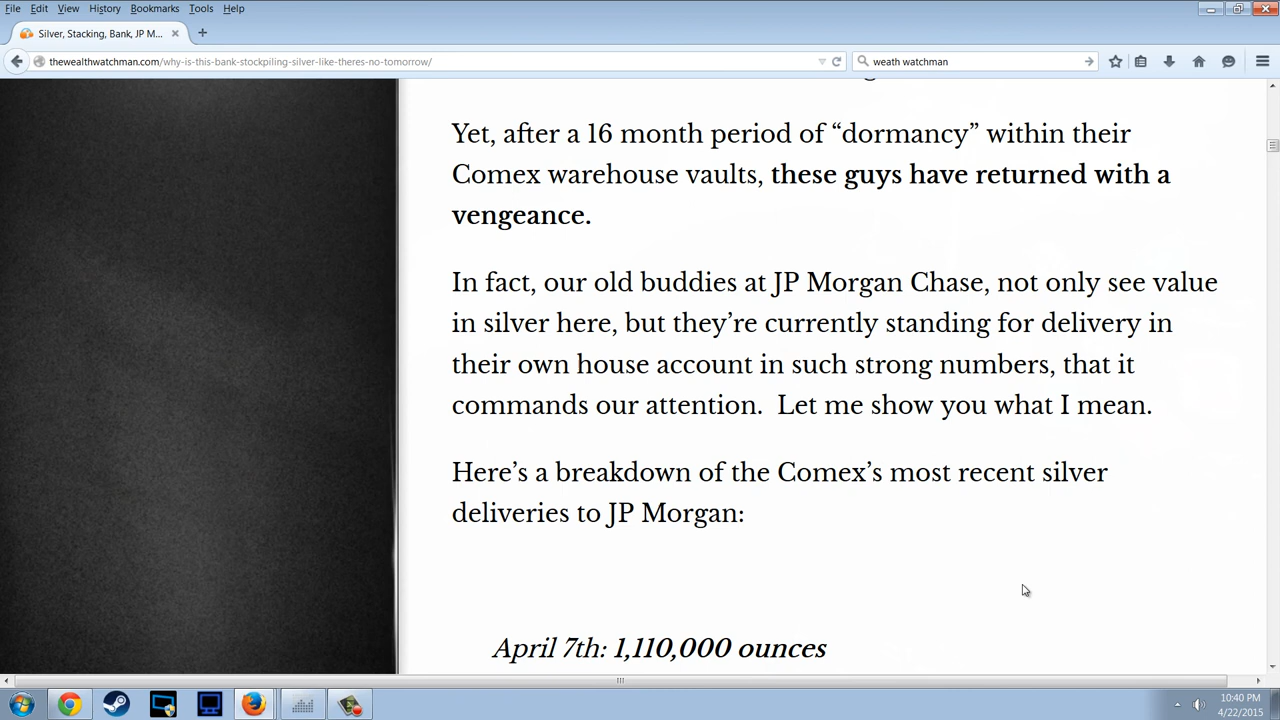 File Edit View History Bookmarks Tools Help
Silver, Stacking, Bank, JP M...
thewealthwatchman.com/why-is-this-bank-stockpiling-silver-like-theres-no-tomorrow/
weath watchman
Yet, after a 16 month period of “dormancy” within their
Comex warehouse vaults, these guys have returned with a
vengeance.
In fact, our old buddies at JP Morgan Chase, not only see value
in silver here, but they’re currently standing for delivery in
their own house account in such strong numbers, that it
commands our attention. Let me show you what I mean.
Here’s a breakdown of the Comex’s most recent silver
deliveries to JP Morgan:
April 7th: 1,110,000 ounces
10:40 PM
4/22/2015